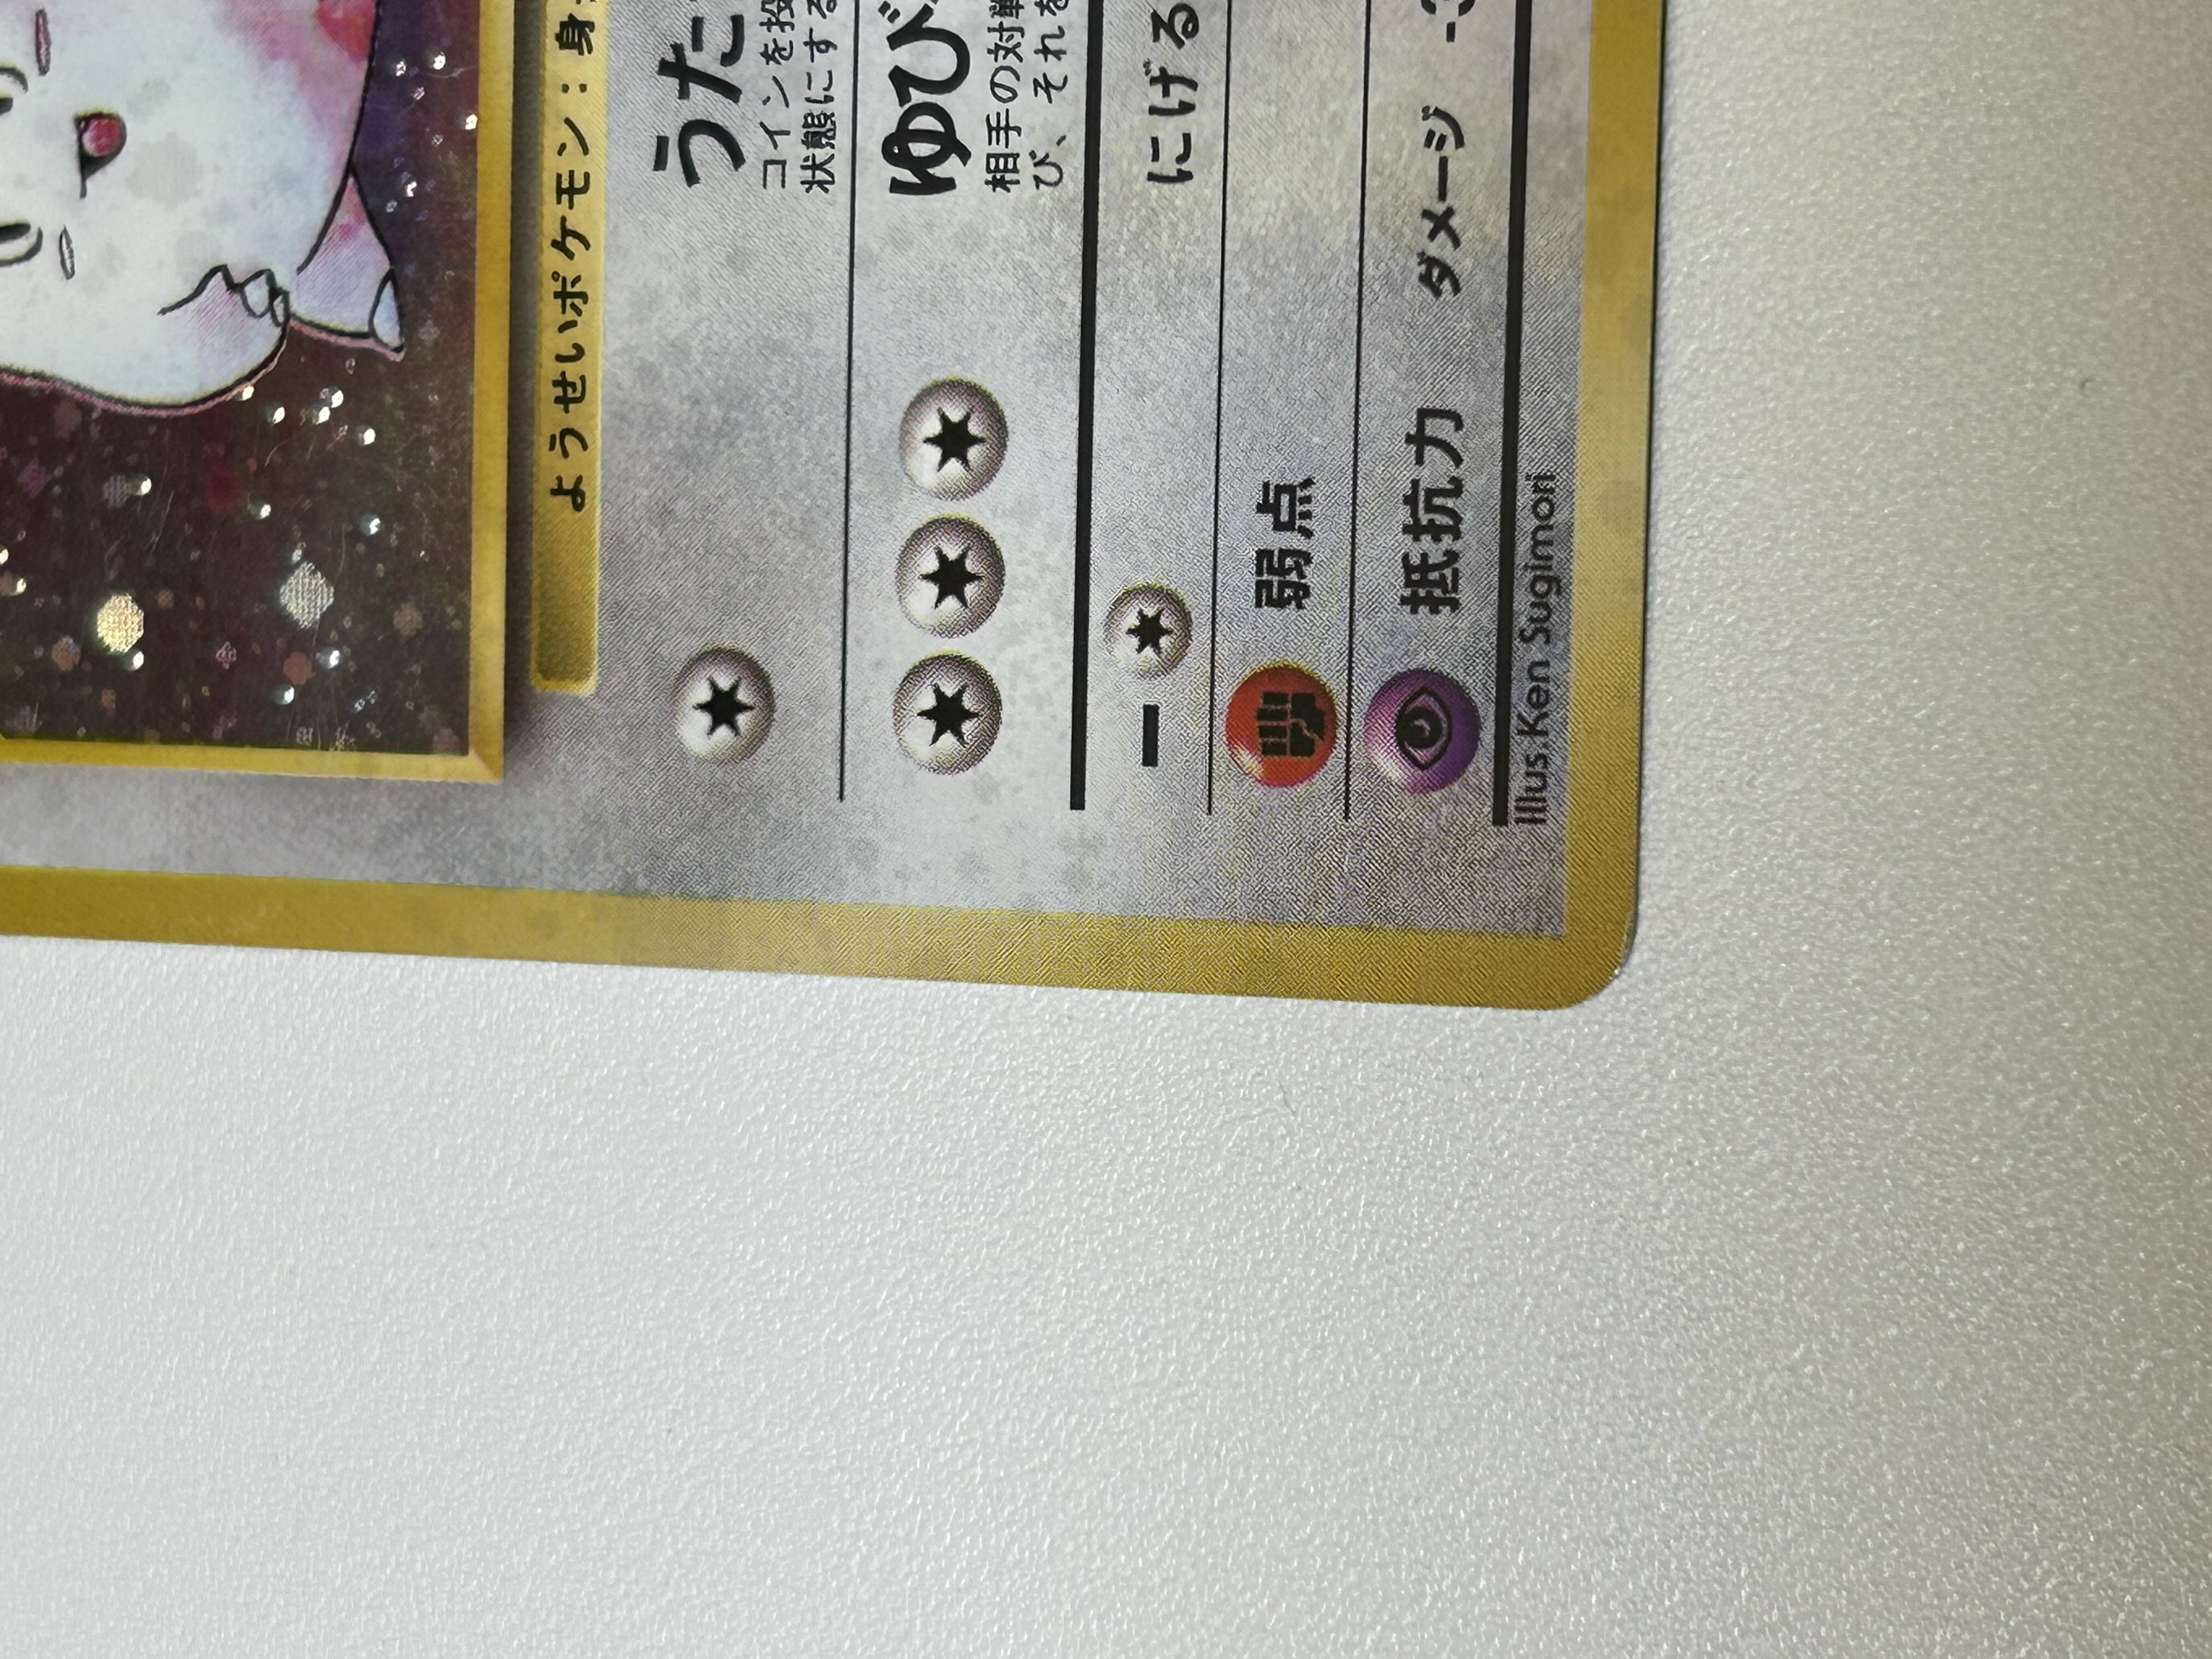 ようせいポケモン：身
うた
コインを投
状態にする
ゆび
相手の対戦
び、それを
にげる
弱点
抵抗力 ダメージ -3
Illus.Ken Sugimori